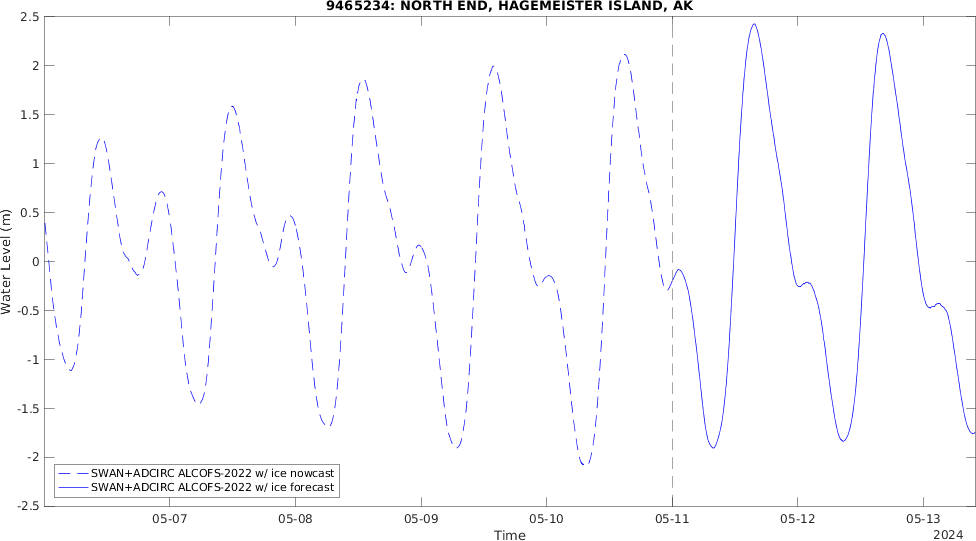 9465234: NORTH END, HAGEMEISTER ISLAND, AK
2.5
2
1.5
1
0.5
0
-0.5
-1
-1.5
-2
-2.5
Water Level (m)
SWAN+ADCIRC ALCOFS-2022 w/ ice nowcast
SWAN+ADCIRC ALCOFS-2022 w/ ice forecast
05-07 05-08 05-09 05-10 05-11 05-12 05-13
Time
2024